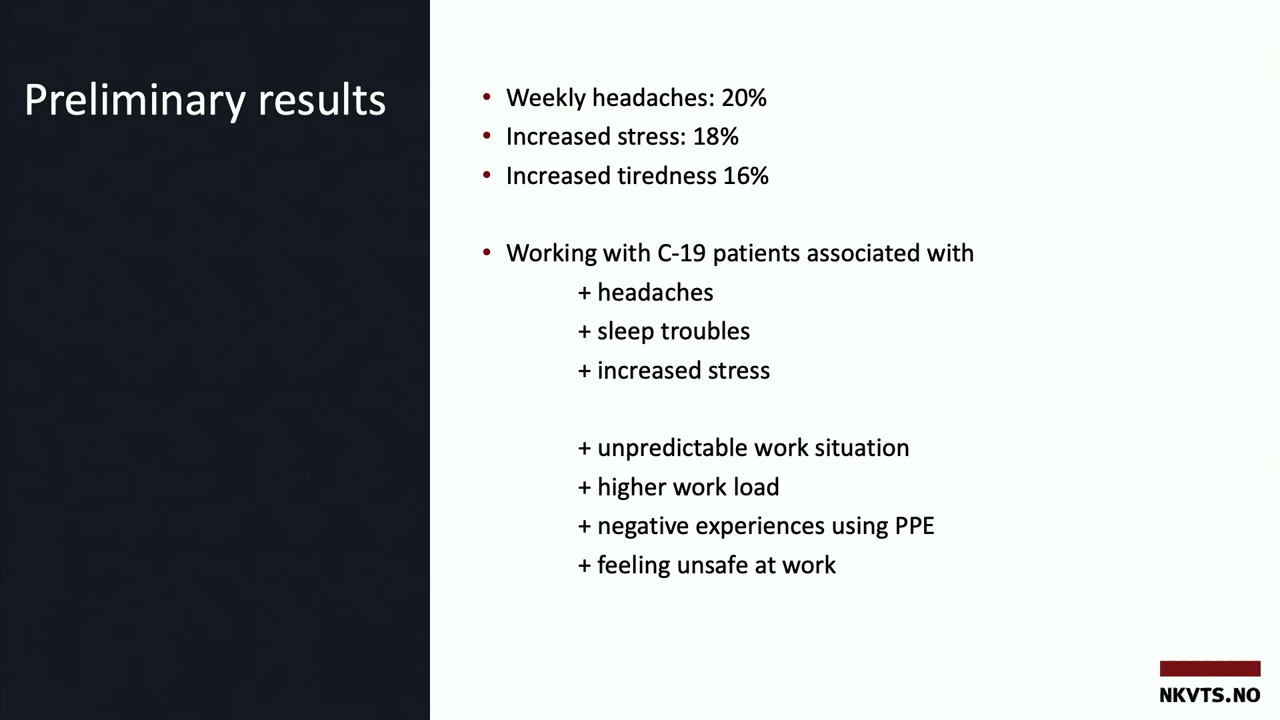 Preliminary results
• Weekly headaches: 20%
• Increased stress: 18%
• Increased tiredness 16%
• Working with C-19 patients associated with
+ headaches
+ sleep troubles
+ increased stress
+ unpredictable work situation
+ higher work load
+ negative experiences using PPE
+ feeling unsafe at work
NKVTS.NO